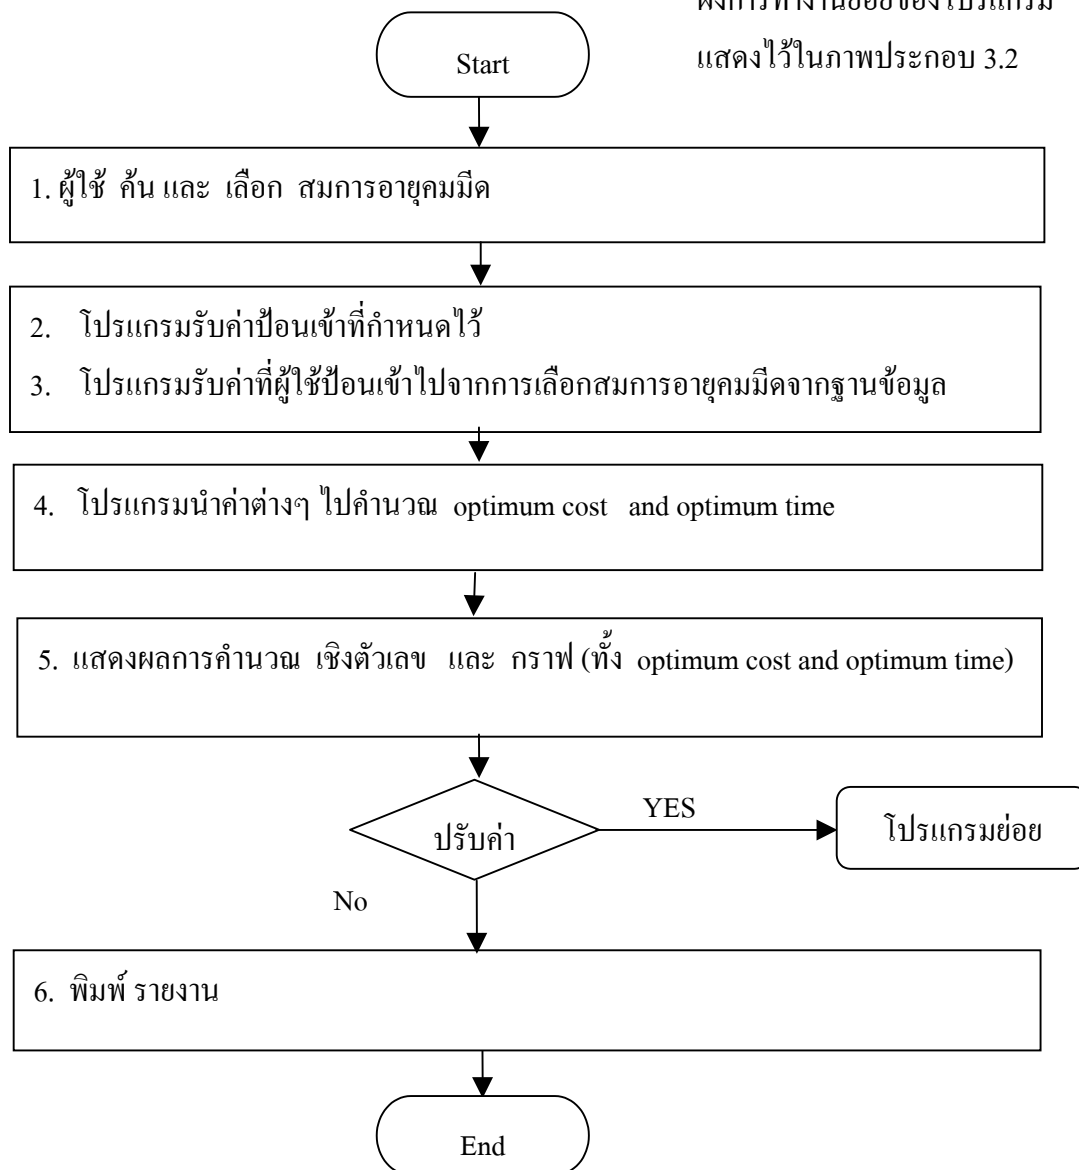 ผังการทำงานย่อยของโปรแกรม
แสดงไว้ในภาพประกอบ 3.2
Start
1. ผู้ใช้ ค้น และ เลือก สมการอายุคมมีด
2. โปรแกรมรับค่าป้อนเข้าที่กำหนดไว้
3. โปรแกรมรับค่าที่ผู้ใช้ป้อนเข้าไปจากการเลือกสมการอายุคมมีดจากฐานข้อมูล
4. โปรแกรมนำค่าต่างๆ ไปคำนวณ optimum cost and optimum time
5. แสดงผลการคำนวณ เชิงตัวเลข และ กราฟ (ทั้ง optimum cost and optimum time)
ปรับค่า
YES
โปรแกรมย่อย
No
6. พิมพ์ รายงาน
End